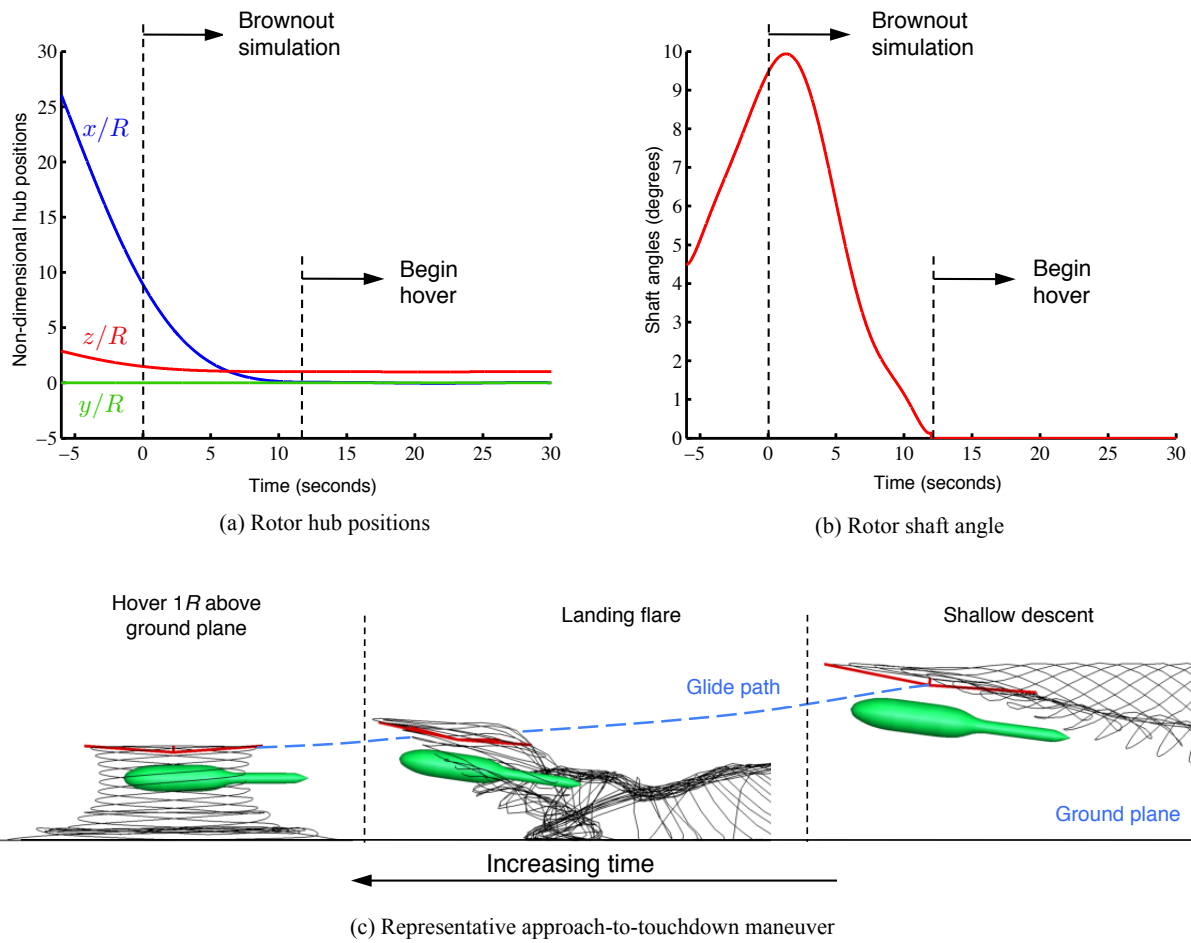 Brownout
simulation
30
25
20
15
10
5
0
−5
Non-dimensional hub positions
x/R
z/R
y/R
Begin
hover
−5 0 5 10 15 20 25 30
Time (seconds)
(a) Rotor hub positions
Brownout
simulation
10
9
8
7
6
5
4
3
2
1
0
Shaft angles (degrees)
Begin
hover
−5 0 5 10 15 20 25 30
Time (seconds)
(b) Rotor shaft angle
Hover 1R above
ground plane
Landing flare
Shallow descent
Glide path
Ground plane
Increasing time
(c) Representative approach-to-touchdown maneuver